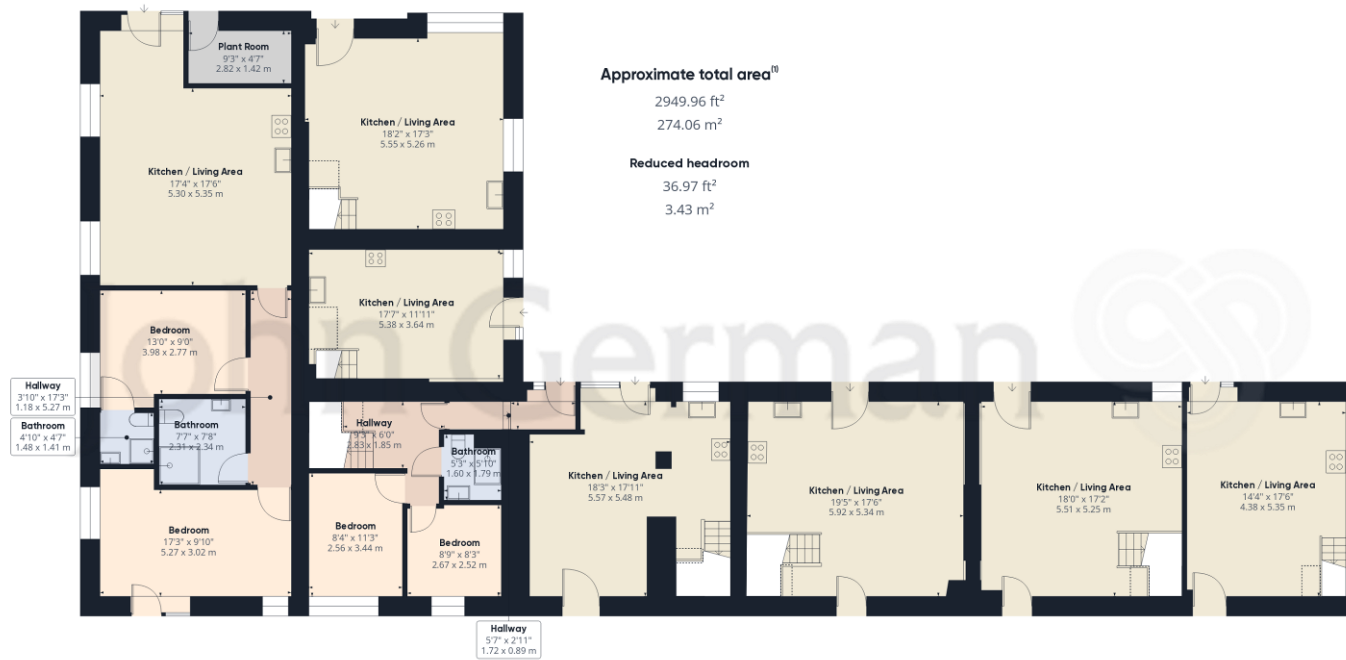 Plant Room
9'3" x 4'7"
2.82 x 1.42 m
Kitchen / Living Area
18'2" x 17'3"
5.55 x 5.26 m
Approximate total area(1)
2949.96 ft²
274.06 m²
Reduced headroom
36.97 ft²
3.43 m²
Kitchen / Living Area
17'4" x 17'6"
5.30 x 5.35 m
Kitchen / Living Area
17'7" x 11'11"
5.38 x 3.64 m
John German
Bedroom
13'0" x 9'0"
3.98 x 2.77 m
Hallway
3'10" x 17'3"
1.18 x 5.27 m
Bathroom
4'10" x 4'7"
1.48 x 1.41 m
Bathroom
7'7" x 7'8"
2.31 x 2.34 m
Hallway
9'3" x 6'0"
2.83 x 1.85 m
Bathroom
5'3" x 5'10"
1.60 x 1.79 m
Kitchen / Living Area
18'3" x 17'11"
5.57 x 5.48 m
Kitchen / Living Area
19'5" x 17'6"
5.92 x 5.34 m
Kitchen / Living Area
18'0" x 17'2"
5.51 x 5.25 m
Kitchen / Living Area
14'4" x 17'6"
4.38 x 5.35 m
Bedroom
17'3" x 9'10"
5.27 x 3.02 m
Bedroom
8'4" x 11'3"
2.56 x 3.44 m
Bedroom
8'9" x 8'3"
2.67 x 2.52 m
Hallway
5'7" x 2'11"
1.72 x 0.89 m